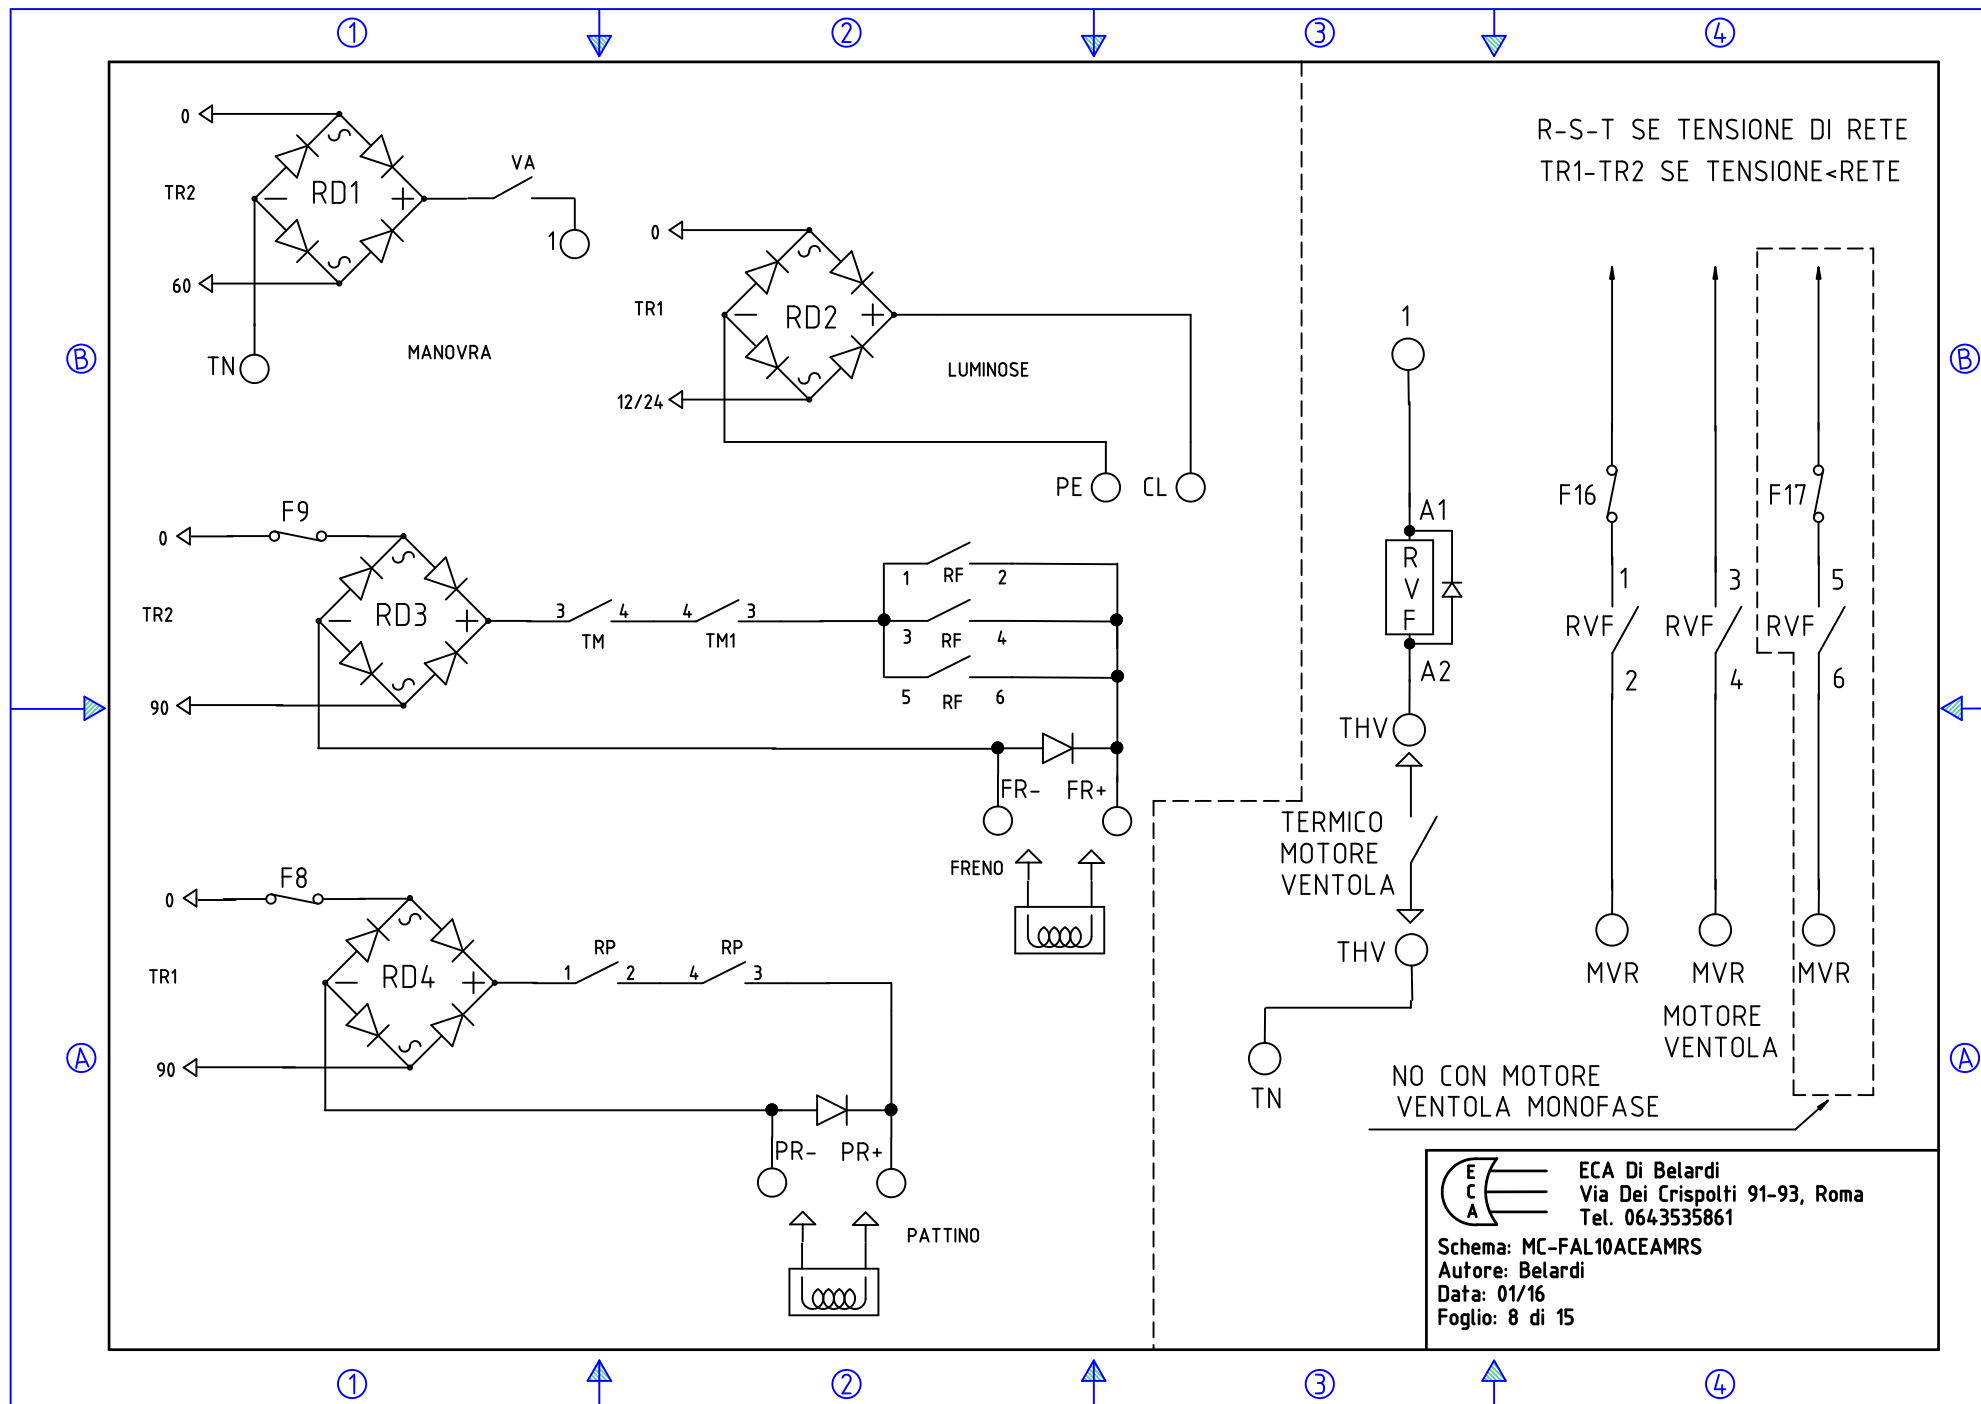 1
2
3
4
R-S-T SE TENSIONE DI RETE
TR1-TR2 SE TENSIONE<RETE
0
TR2
RD1
VA
1
60
TN
MANOVRA
0
TR1
RD2
12/24
LUMINOSE
PE
CL
B
B
0
F9
TR2
RD3
90
3
4
TM
4
3
TM1
1
RF
2
3
RF
4
5
RF
6
FR-
FR+
FRENO
0
F8
TR1
RD4
90
1
RP
2
4
RP
3
PR-
PR+
PATTINO
1
A1
R
V
F
A2
THV
TERMICO
MOTORE
VENTOLA
THV
TN
F16
F17
1
3
5
RVF
RVF
RVF
2
4
6
MVR
MVR
MVR
MOTORE
VENTOLA
NO CON MOTORE
VENTOLA MONOFASE
A
A
E
C
A
ECA Di Belardi
Via Dei Crispolti 91-93, Roma
Tel. 0643535861
Schema: MC-FAL10ACEAMRS
Autore: Belardi
Data: 01/16
Foglio: 8 di 15
1
2
3
4